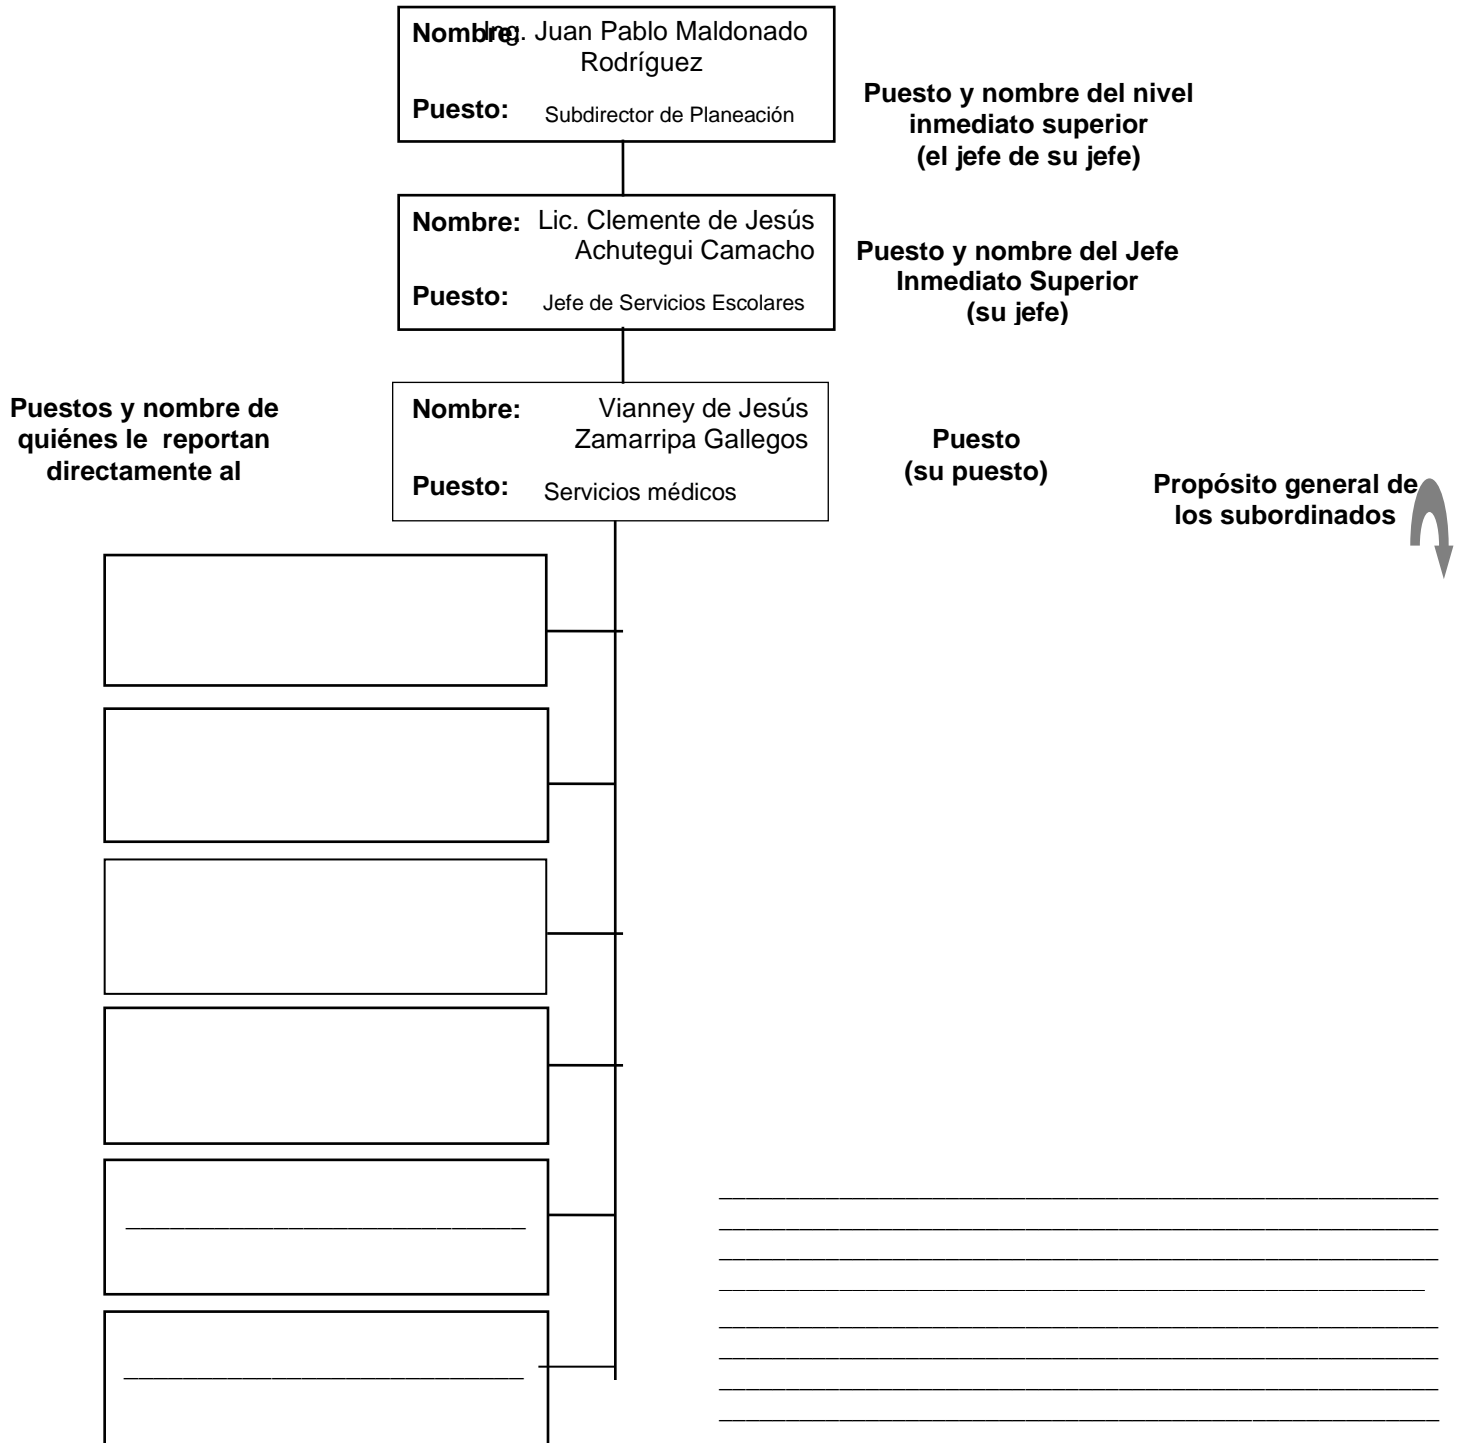 Nombre: Ing. Juan Pablo Maldonado
Rodríguez
Puesto: Subdirector de Planeación
Puesto y nombre del nivel
inmediato superior
(el jefe de su jefe)
Nombre: Lic. Clemente de Jesús
Achutegui Camacho
Puesto: Jefe de Servicios Escolares
Puesto y nombre del Jefe
Inmediato Superior
(su jefe)
Puestos y nombre de
quiénes le reportan
directamente al
Nombre: Vianney de Jesús
Zamarripa Gallegos
Puesto: Servicios médicos
Puesto
(su puesto)
Propósito general de
los subordinados